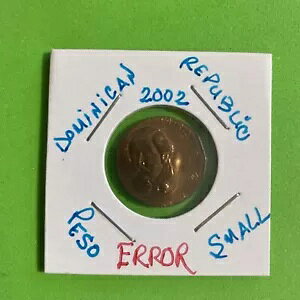 DOMINICAN
REPUBLIC
2002
PESO
ERROR
SMALL